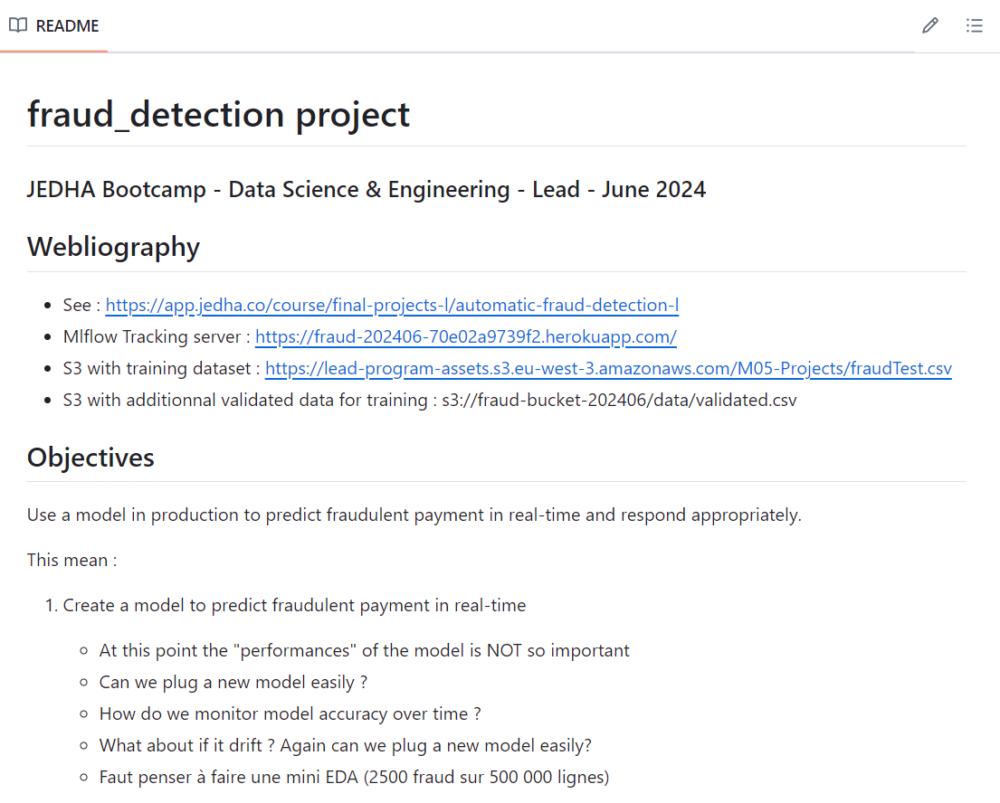 README
fraud_detection project
JEDHA Bootcamp - Data Science & Engineering - Lead - June 2024
Webliography
See : https://app.jedha.co/course/final-projects-l/automatic-fraud-detection-l
Mlflow Tracking server : https://fraud-202406-70e02a9739f2.herokuapp.com/
S3 with training dataset : https://lead-program-assets.s3.eu-west-3.amazonaws.com/M05-Projects/fraudTest.csv
S3 with additionnal validated data for training : s3://fraud-bucket-202406/data/validated.csv
Objectives
Use a model in production to predict fraudulent payment in real-time and respond appropriately.
This mean :
1. Create a model to predict fraudulent payment in real-time
At this point the "performances" of the model is NOT so important
Can we plug a new model easily ?
How do we monitor model accuracy over time ?
What about if it drift ? Again can we plug a new model easily?
Faut penser à faire une mini EDA (2500 fraud sur 500 000 lignes)